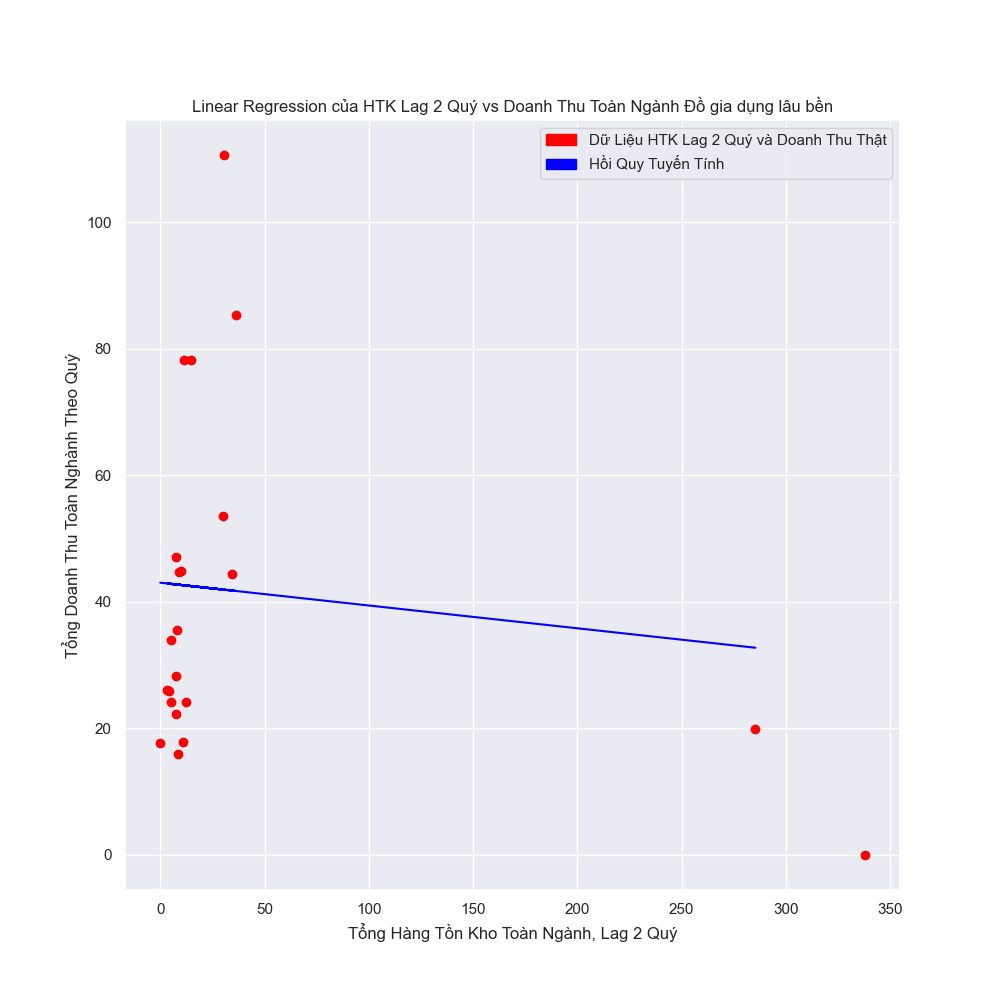 Linear Regression của HTK Lag 2 Quý vs Doanh Thu Toàn Ngành Đồ gia dụng lâu bền
Dữ Liệu HTK Lag 2 Quý và Doanh Thu Thật
Hồi Quy Tuyến Tính
Tổng Doanh Thu Toàn Nghành Theo Quý
100
80
60
40
20
0
0 50 100 150 200 250 300 350
Tổng Hàng Tồn Kho Toàn Ngành, Lag 2 Quý